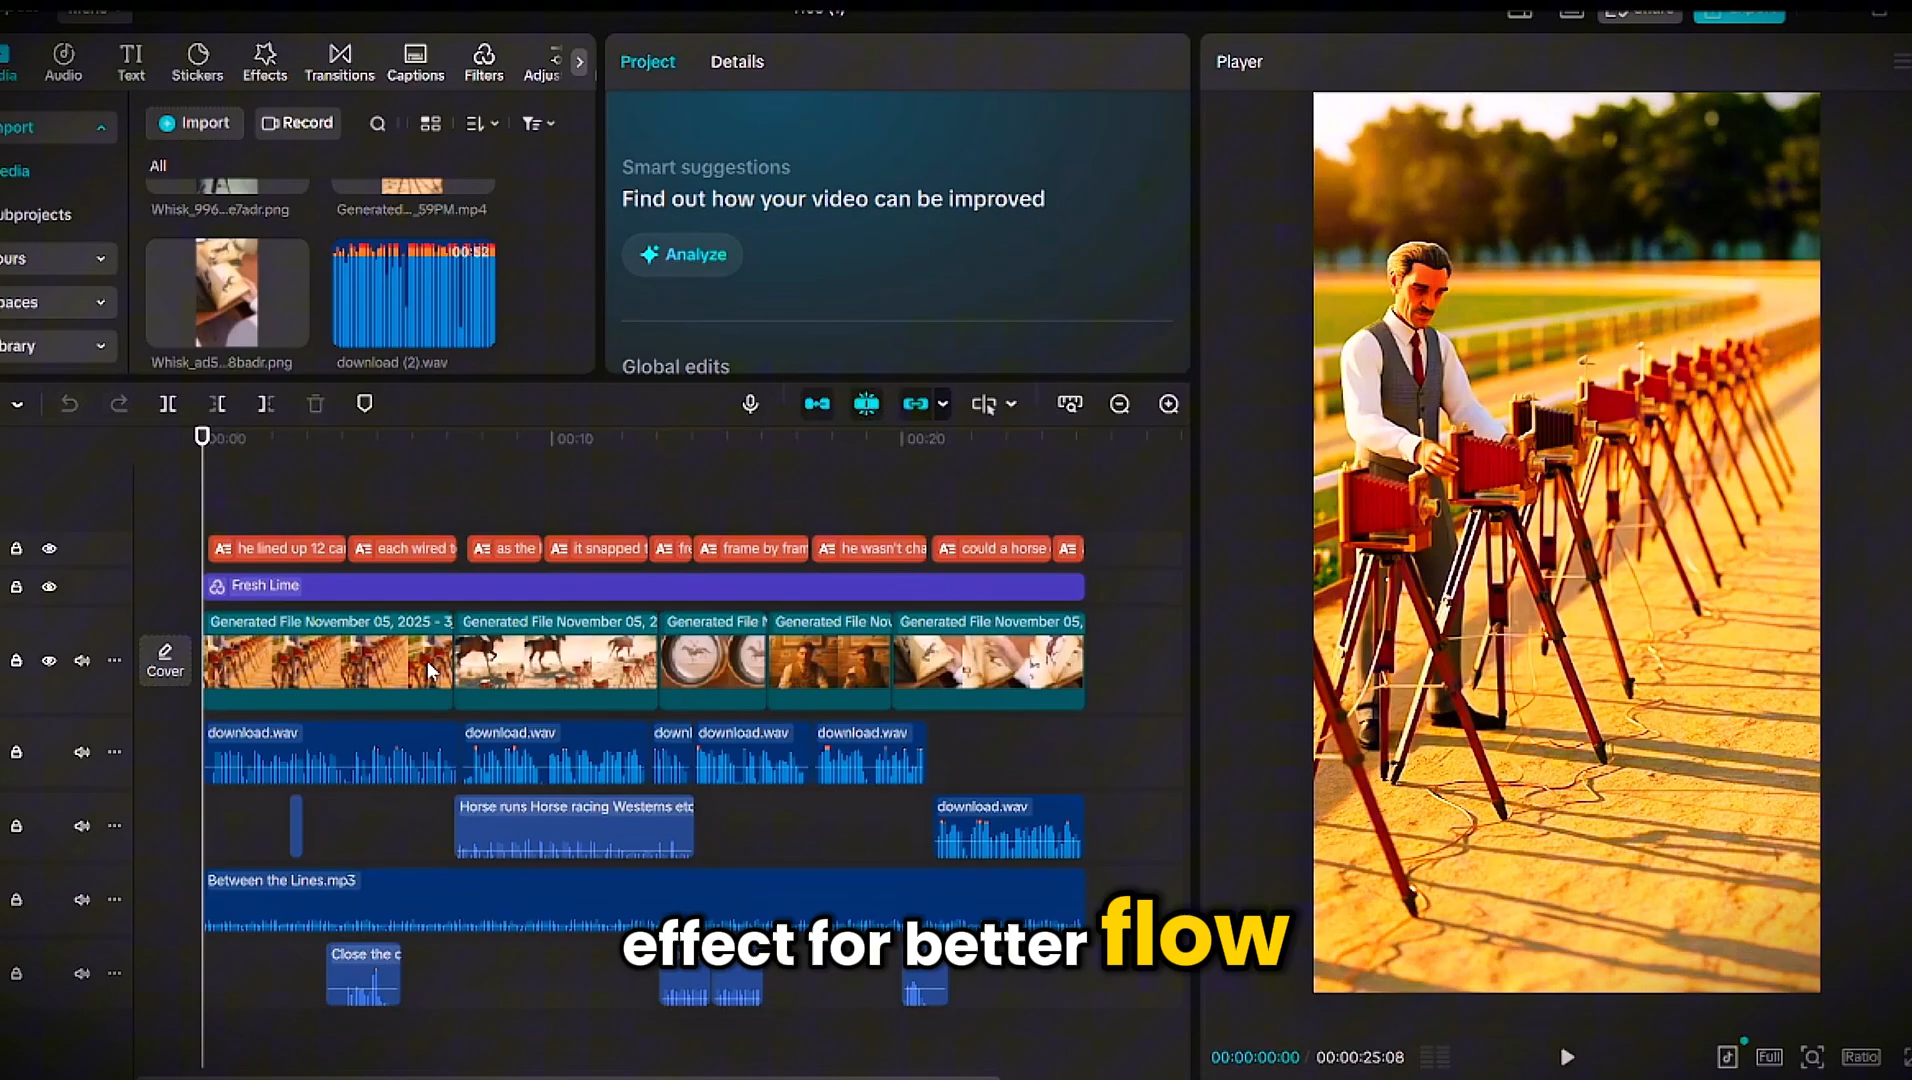 Audio
Text
Stickers
Effects
Transitions
Captions
Filters
Adjus
Project
Details
Player
Import
Record
All
Whisk_996...e7adr.png
Generated..._59PM.mp4
00:52
Whisk_ad5...8badr.png
download (2).wav
Smart suggestions
Find out how your video can be improved
Analyze
Global edits
00:00
00:10
00:20
he lined up 12 ca
each wired t
as the
it snapped
fr
frame by fram
he wasn't cha
could a horse
Fresh Lime
Generated File November 05, 2025 - 3
Generated File November 05, 2
Generated File N
Generated File Nov
Generated File November 05,
Cover
download.wav
download.wav
downl
download.wav
download.wav
Horse runs Horse racing Westerns etc
download.wav
Between the Lines.mp3
effect for better flow
Close the c
00:00:00:00
00:00:25:08
Full
Ratio